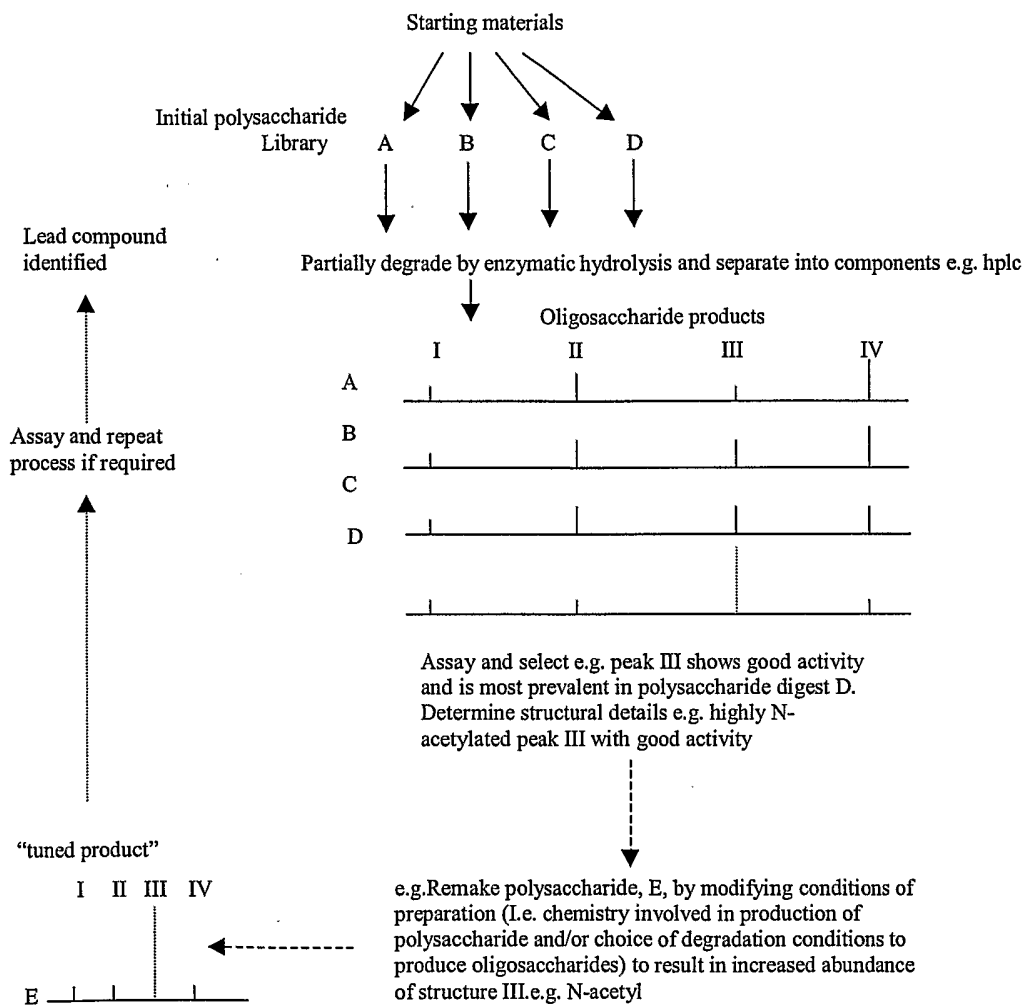 Starting materials
Initial polysaccharide
Library
A B C D
Partially degrade by enzymatic hydrolysis and separate into components e.g. hplc
Oligosaccharide products
I II III IV
A
B
C
D
Assay and select e.g. peak III shows good activity
and is most prevalent in polysaccharide digest D.
Determine structural details e.g. highly N-
acetylated peak III with good activity
e.g.Remake polysaccharide, E, by modifying conditions of
preparation (I.e. chemistry involved in production of
polysaccharide and/or choice of degradation conditions to
produce oligosaccharides) to result in increased abundance
of structure III.e.g. N-acetyl
"tuned product"
I II III IV
E
Assay and repeat
process if required
Lead compound
identified